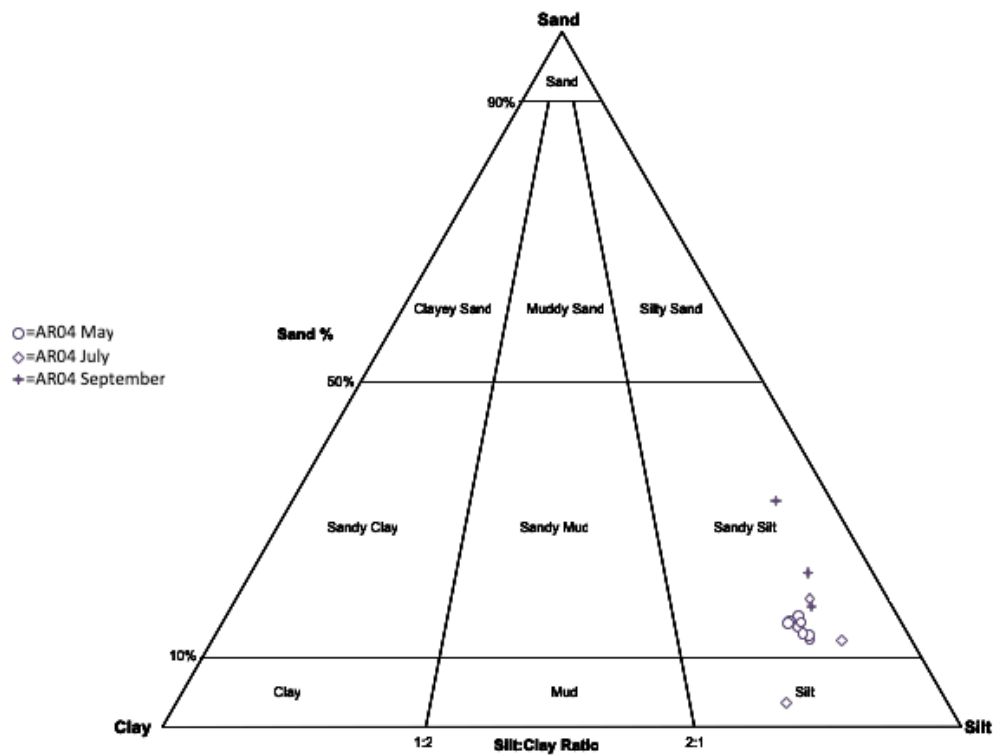 Sand
Sand
90%
Clayey Sand
Muddy Sand
Silty Sand
Sand %
○=AR04 May
◇=AR04 July
+=AR04 September
50%
Sandy Clay
Sandy Mud
Sandy Silt
10%
Clay
Mud
Silt
Clay
Silt
1:2
Silt:Clay Ratio
2:1